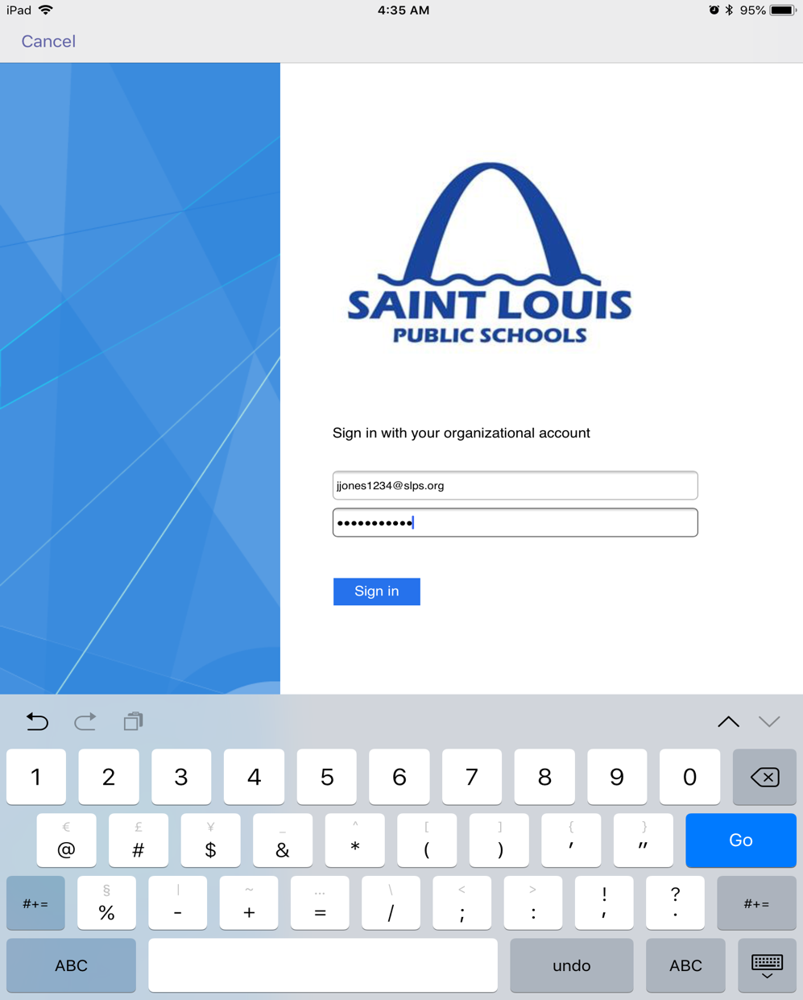 iPad 4:35 AM 95%
Cancel
SAINT LOUIS
PUBLIC SCHOOLS
Sign in with your organizational account
jjones1234@slps.org
•••••••••••
Sign in
1 2 3 4 5 6 7 8 9 0
€ £ ¥ _ ^ [ ] { }
@ # $ & * ( ) ' " Go
§ | ~ … \ < > ! ?
#+= % - + = / ; : , . #+=
ABC undo ABC